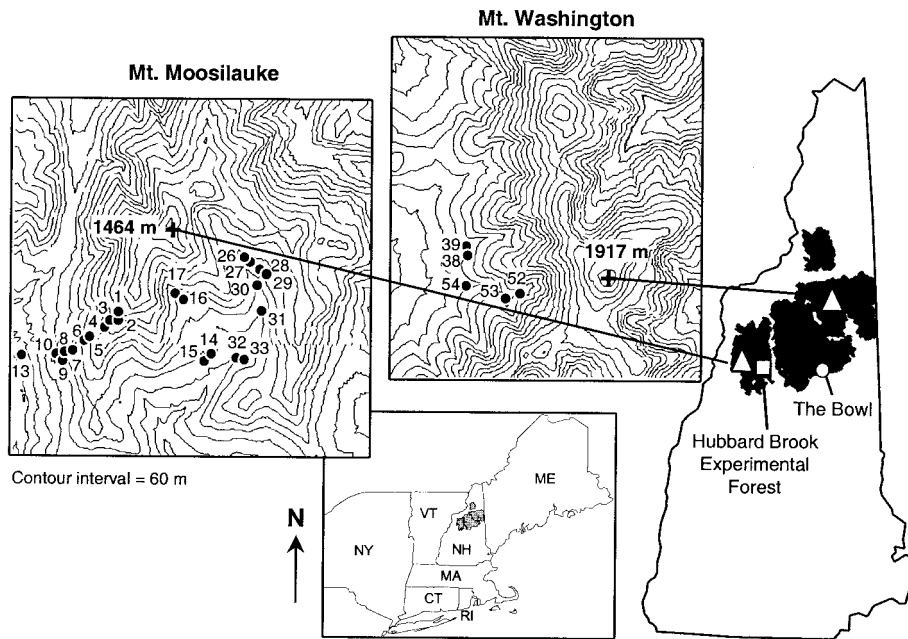 Mt. Washington
Mt. Moosilauke
1464 m
1917 m
17
16
26
27
28
29
30
31
1
3
4
2
6
5
10
8
7
9
13
14
15
32
33
39
38
54
53
52
The Bowl
Hubbard Brook
Experimental
Forest
Contour interval = 60 m
N
ME
VT
NY
NH
MA
CT
RI